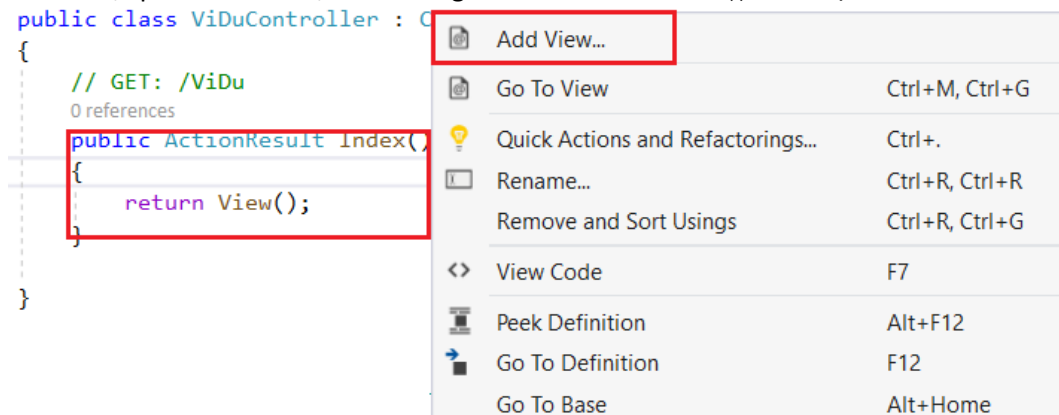 public class ViDuController : C
{
// GET: /ViDu
0 references
public ActionResult Index()
{
return View();
}
}
Add View...
Go To View Ctrl+M, Ctrl+G
Quick Actions and Refactorings... Ctrl+.
Rename... Ctrl+R, Ctrl+R
Remove and Sort Usings Ctrl+R, Ctrl+G
View Code F7
Peek Definition Alt+F12
Go To Definition F12
Go To Base Alt+Home